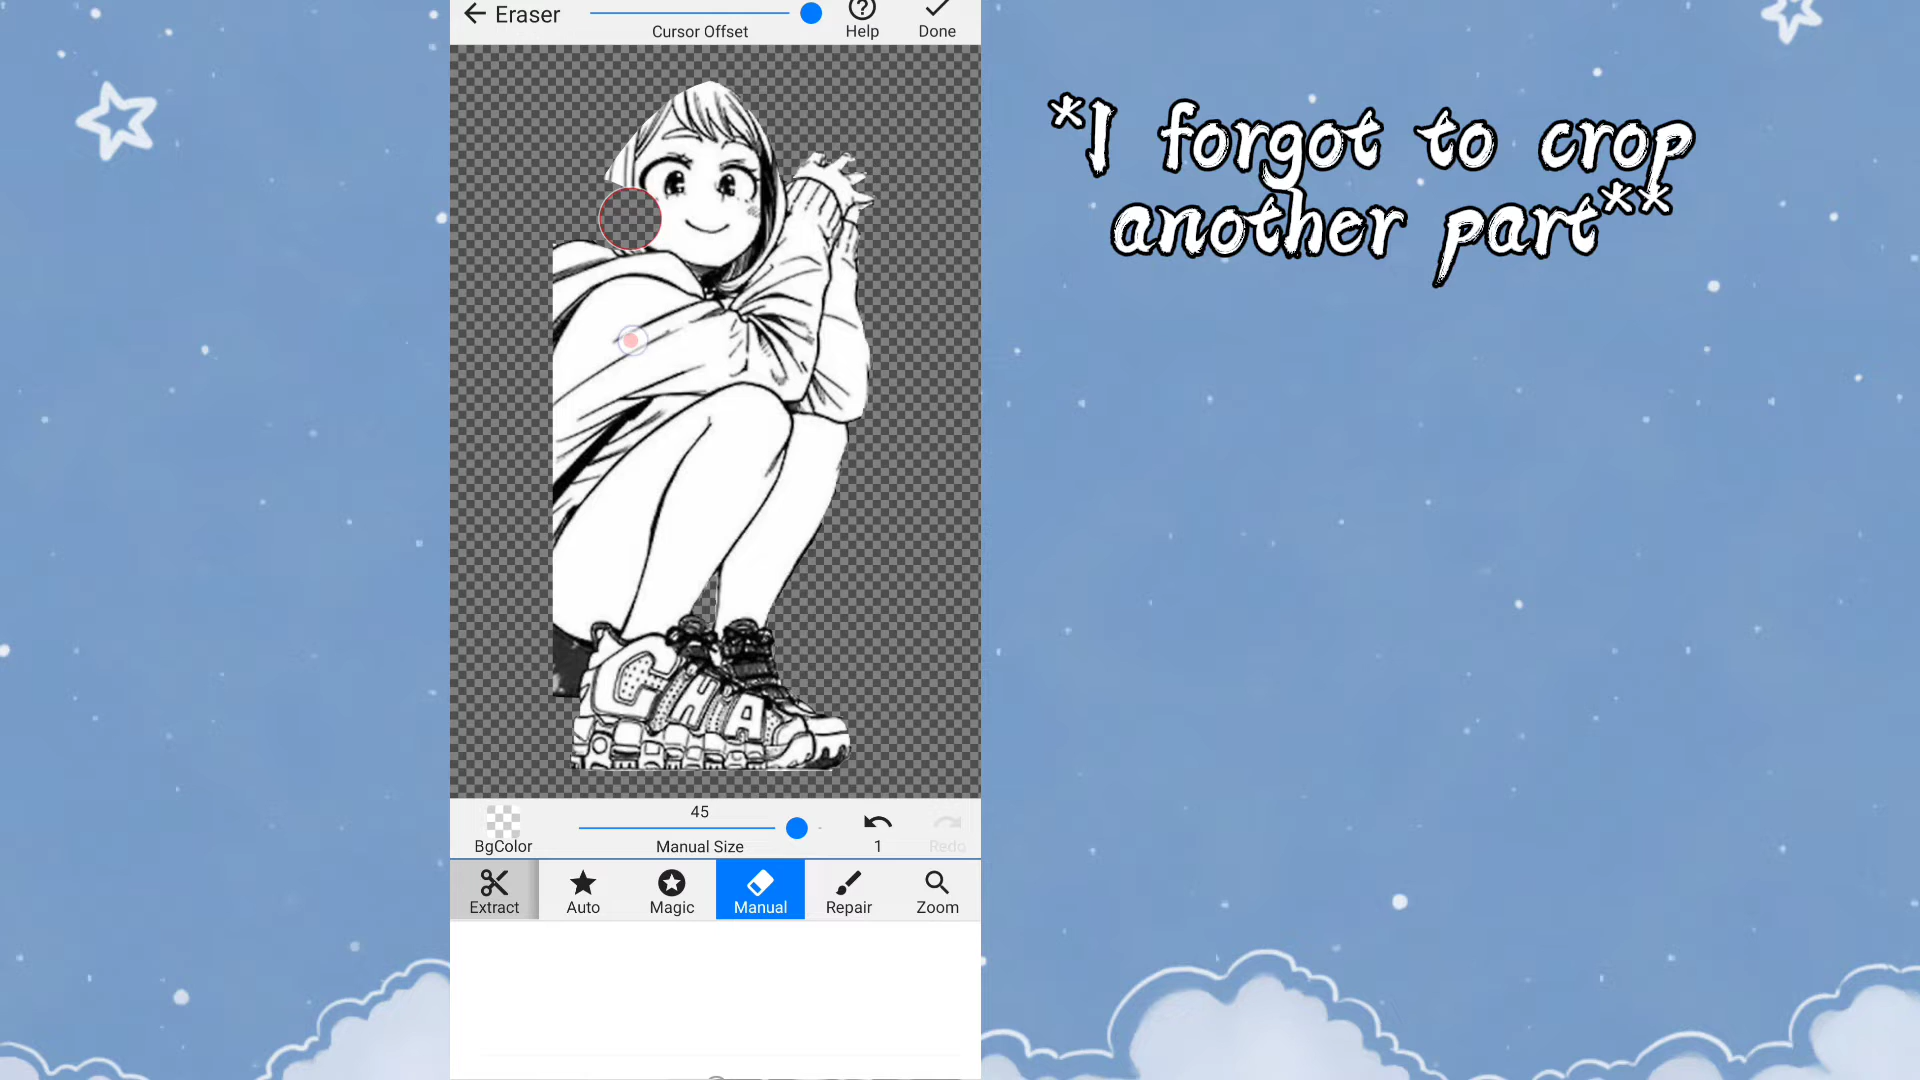 Eraser
Cursor Offset
Help
Done
*I forgot to crop
another part**
CHA
45
BgColor
Manual Size
1
Redo
Extract
Auto
Magic
Manual
Repair
Zoom